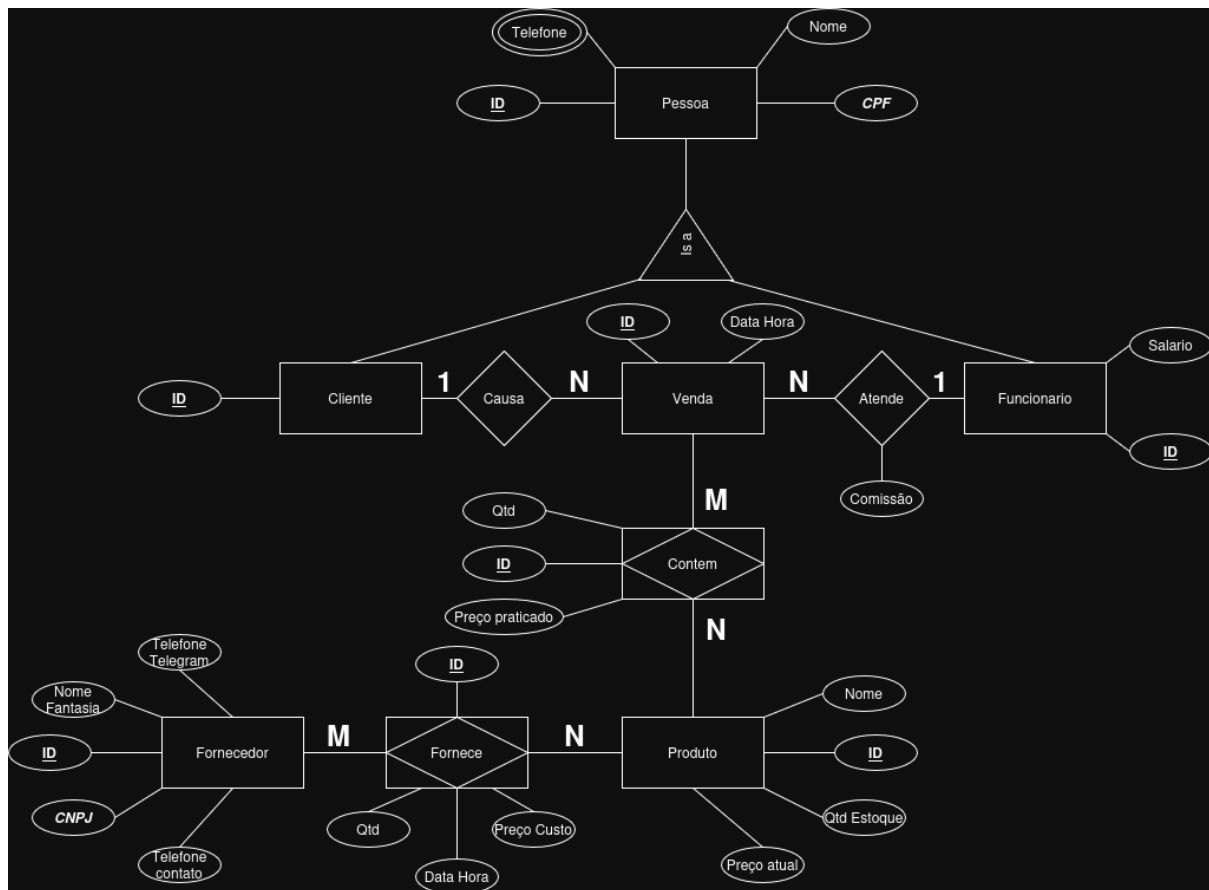 Telefone
Nome
ID
Pessoa
CPF
Is a
ID
Data Hora
Salario
ID
Cliente
1
Causa
N
Venda
N
Atende
1
Funcionario
ID
Comissão
M
Qtd
ID
Contem
Preço praticado
N
Telefone
Telegram
ID
Nome
Fantasia
Nome
ID
Fornecedor
M
Fornece
N
Produto
ID
CNPJ
Qtd
Preço Custo
Qtd Estoque
Telefone
contato
Data Hora
Preço atual